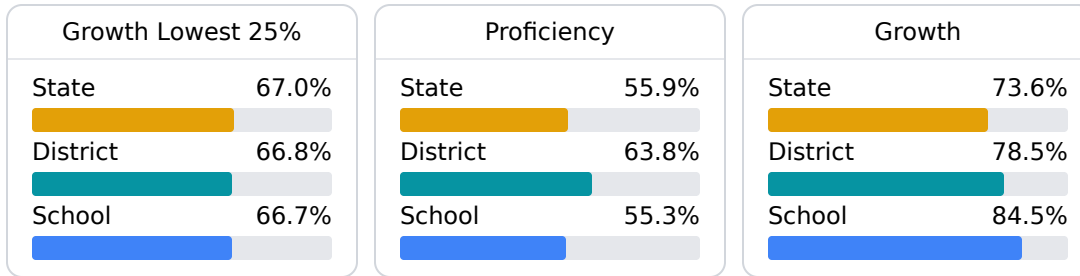 Growth Lowest 25%
State 67.0%
District 66.8%
School 66.7%
Proficiency
State 55.9%
District 63.8%
School 55.3%
Growth
State 73.6%
District 78.5%
School 84.5%